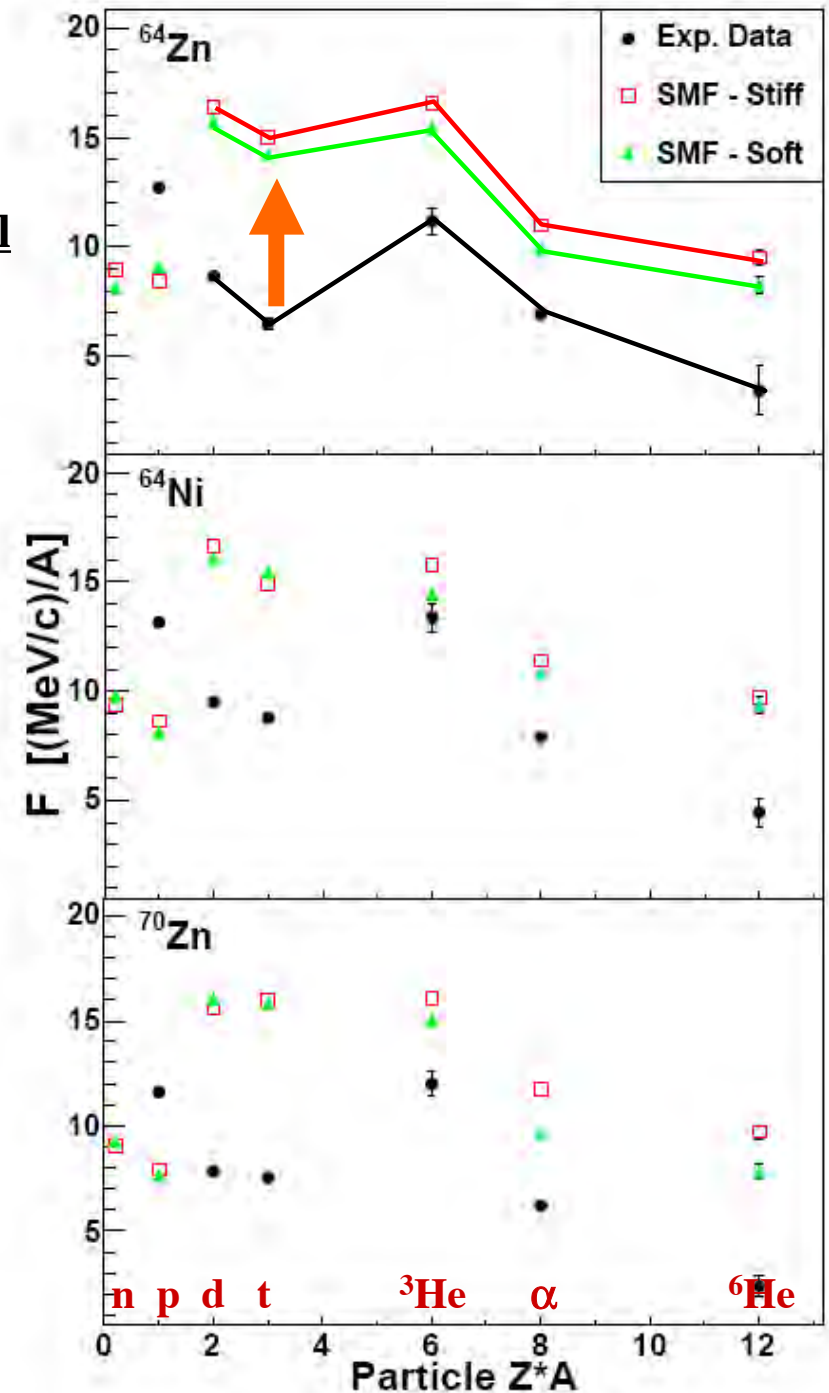 20
⁶⁴Zn
● Exp. Data
□ SMF - Stiff
▲ SMF - Soft
15
l
10
5
20
⁶⁴Ni
15
10
5
F [(MeV/c)/A]
20
⁷⁰Zn
15
10
5
n p d t ³He α ⁶He
0 2 4 6 8 10 12
Particle Z*A